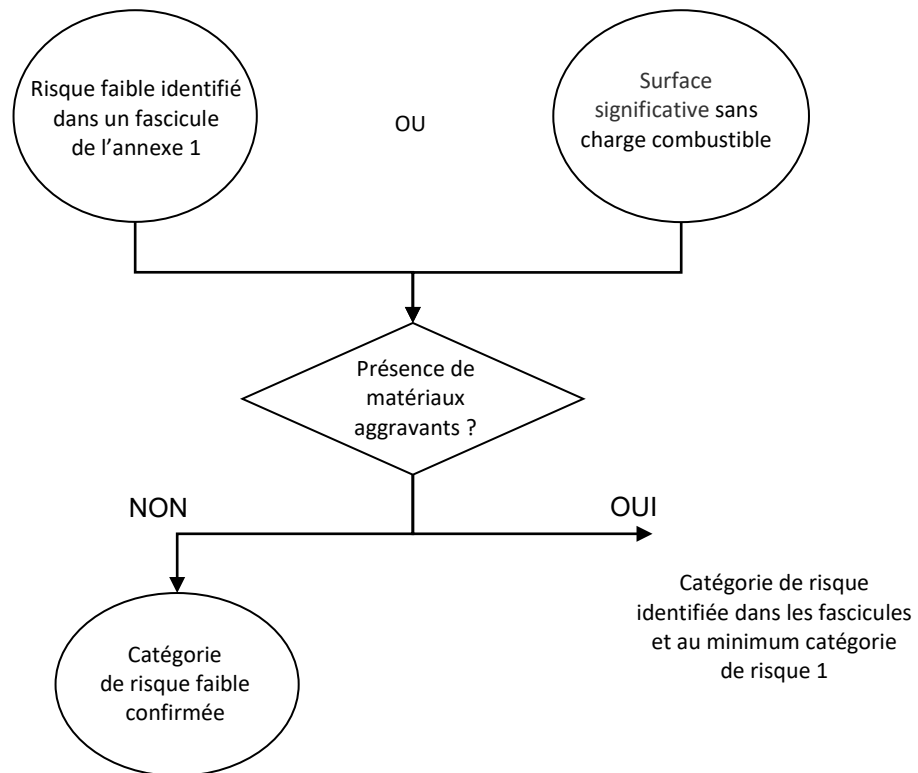 Risque faible identifié
dans un fascicule
de l’annexe 1
OU
Surface
significative sans
charge combustible
Présence de
matériaux
aggravants ?
NON
OUI
Catégorie
de risque faible
confirmée
Catégorie de risque
identifiée dans les fascicules
et au minimum catégorie
de risque 1